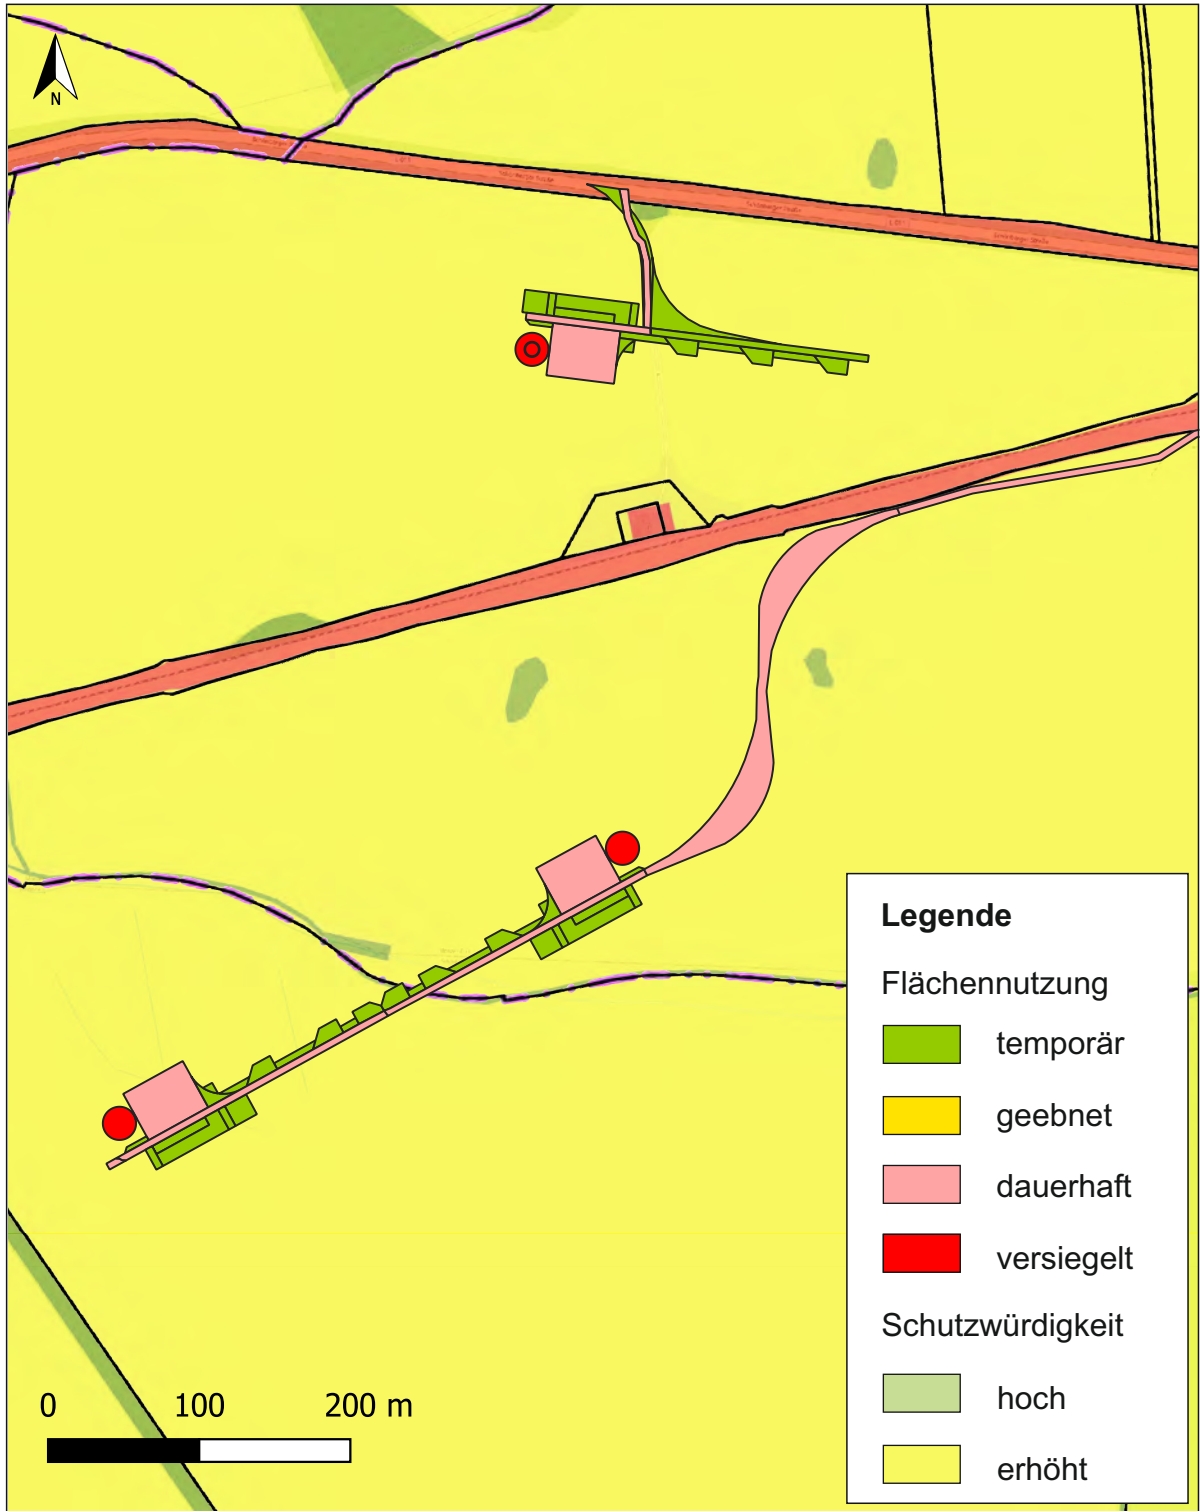 N
Legende
Flächennutzung
temporär
geebnet
dauerhaft
versiegelt
Schutzwürdigkeit
hoch
erhöht
0 100 200 m